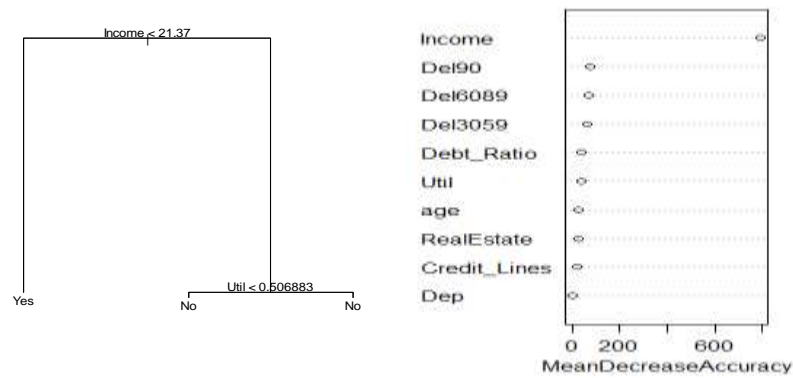 Income < 21.37
Yes
Util < 0.506883
No
No
Income
Del90
Del6089
Del3059
Debt_Ratio
Util
age
RealEstate
Credit_Lines
Dep
0 200 600
MeanDecreaseAccuracy